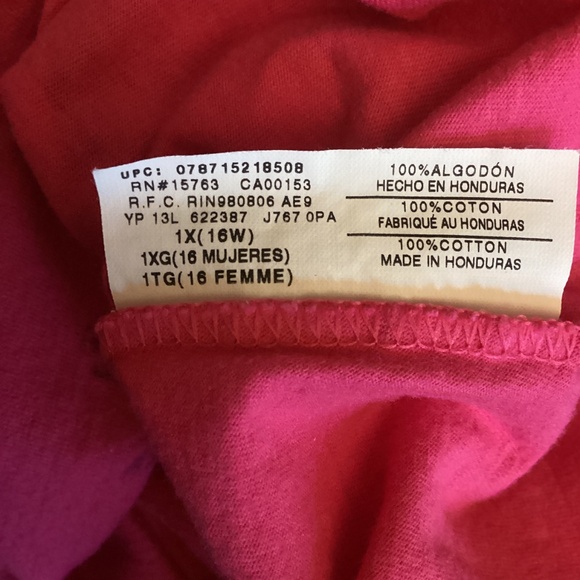 UPC: 078715218508
RN#15763 CA00153
R.F.C. RIN980806 AE9
YP 13L 622387 J767 0PA
1X(16W)
1XG(16 MUJERES)
1TG(16 FEMME)
100%ALGODÓN
HECHO EN HONDURAS
100%COTON
FABRIQUÉ AU HONDURAS
100%COTTON
MADE IN HONDURAS